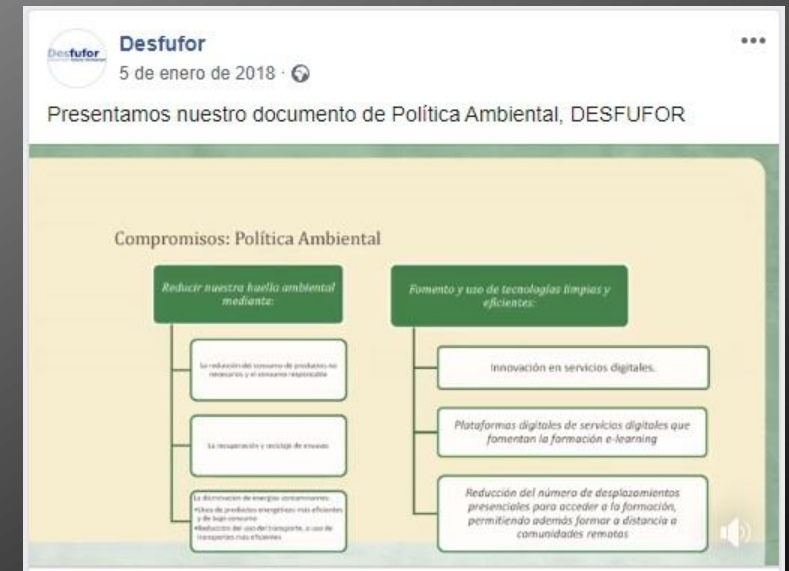 Desfufor
Desfufor
5 de enero de 2018
Presentamos nuestro documento de Política Ambiental, DESFUFOR
Compromisos: Política Ambiental
Reducir nuestra huella ambiental
mediante:
La reducción del consumo de productos no
necesarios y el consumo responsable
La recuperación y reciclaje de envases
La disminución de energías contaminantes:
•Usos de productos energéticos más eficientes
y de bajo consumo
•Reducción del uso del transporte, o uso de
transportes más eficientes
Fomento y uso de tecnologías limpias y
eficientes:
Innovación en servicios digitales.
Plataformas digitales de servicios digitales que
fomentan la formación e-learning
Reducción del número de desplazamientos
presenciales para acceder a la formación,
permitiendo además formar a distancia a
comunidades remotas